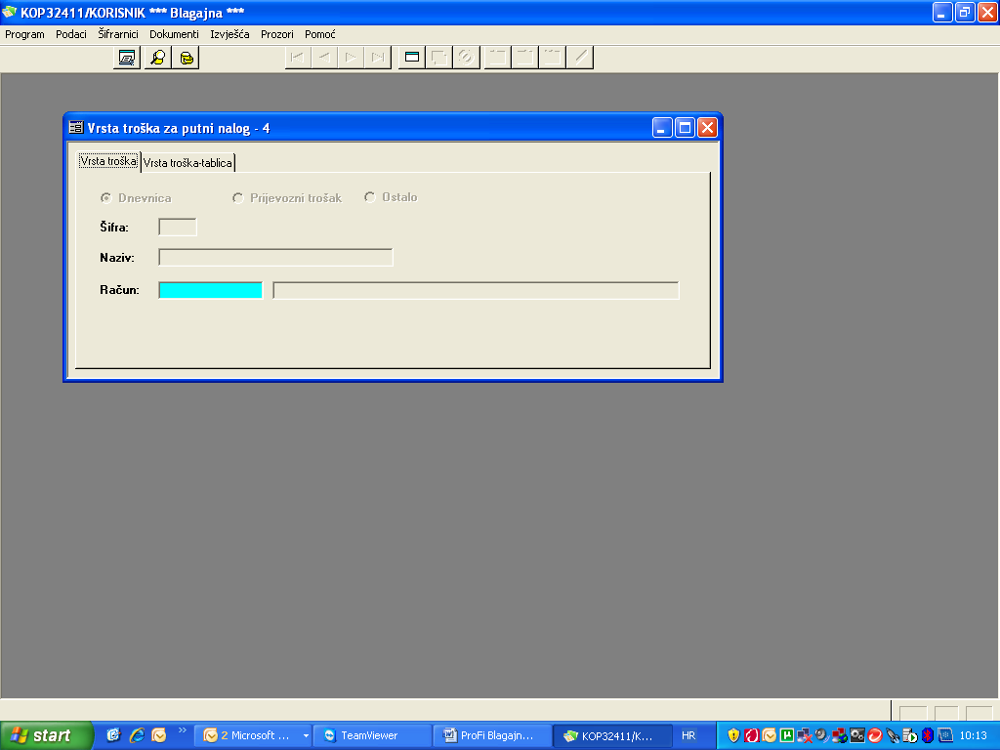 KOP32411/KORISNIK *** Blagajna ***
Program Podaci Šifrarnici Dokumenti Izvješća Prozori Pomoć
Vrsta troška za putni nalog - 4
Vrsta troška Vrsta troška-tablica
Dnevnica Prijevozni trošak Ostalo
Šifra:
Naziv:
Račun:
start 2 Microsoft ... TeamViewer ProFi Blagajn... KOP32411/K... HR 10:13